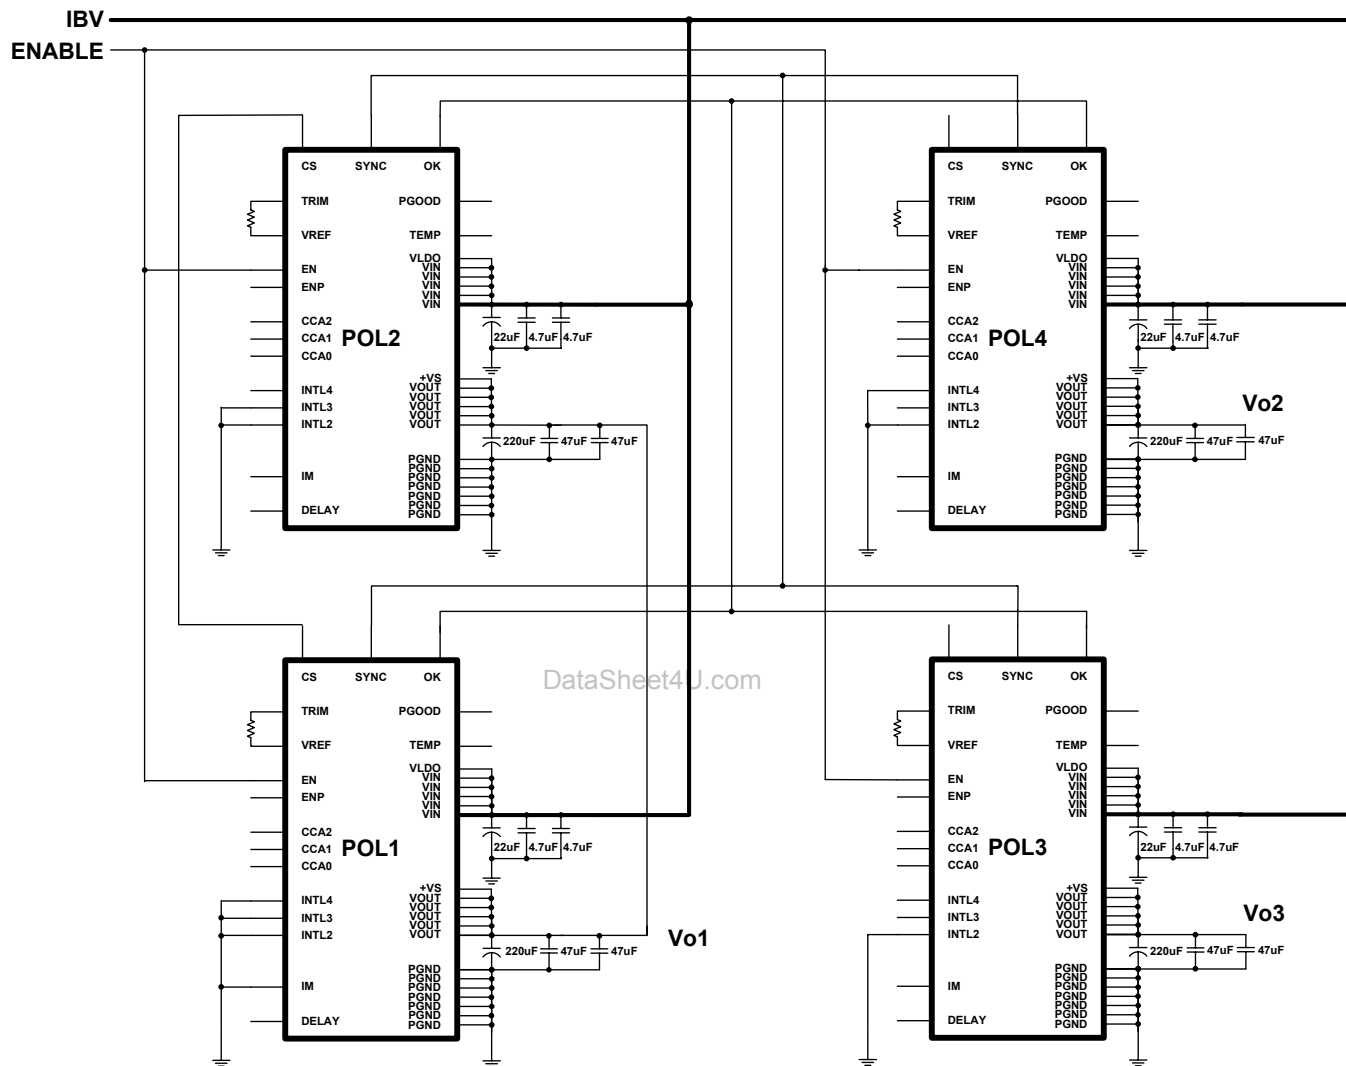 IBV
ENABLE
CS SYNC OK
TRIM PGOOD
VREF TEMP
VLDO
EN VIN
VIN
ENP VIN
VIN
VIN
CCA2
CCA1 POL2 22uF 4.7uF 4.7uF
CCA0
+VS
INTL4 VOUT
VOUT
INTL3 VOUT
VOUT
INTL2 VOUT
220uF 47uF 47uF
PGND
PGND
IM PGND
PGND
PGND
PGND
DELAY PGND
CS SYNC OK
TRIM PGOOD
VREF TEMP
VLDO
EN VIN
VIN
ENP VIN
VIN
VIN
CCA2
CCA1 POL4 22uF 4.7uF 4.7uF
CCA0
+VS
INTL4 VOUT
VOUT
INTL3 VOUT Vo2
VOUT
INTL2 VOUT
220uF 47uF 47uF
PGND
PGND
IM PGND
PGND
PGND
PGND
DELAY PGND
DataSheet4U.com
CS SYNC OK
TRIM PGOOD
VREF TEMP
VLDO
EN VIN
VIN
ENP VIN
VIN
VIN
CCA2
CCA1 POL1 22uF 4.7uF 4.7uF
CCA0
+VS
INTL4 VOUT
VOUT
INTL3 VOUT
VOUT
INTL2 VOUT Vo1
220uF 47uF 47uF
PGND
PGND
IM PGND
PGND
PGND
PGND
DELAY PGND
CS SYNC OK
TRIM PGOOD
VREF TEMP
VLDO
EN VIN
VIN
ENP VIN
VIN
VIN
CCA2
CCA1 POL3 22uF 4.7uF 4.7uF
CCA0
+VS
INTL4 VOUT
VOUT
INTL3 VOUT Vo3
VOUT
INTL2 VOUT
220uF 47uF 47uF
PGND
PGND
IM PGND
PGND
PGND
PGND
DELAY PGND